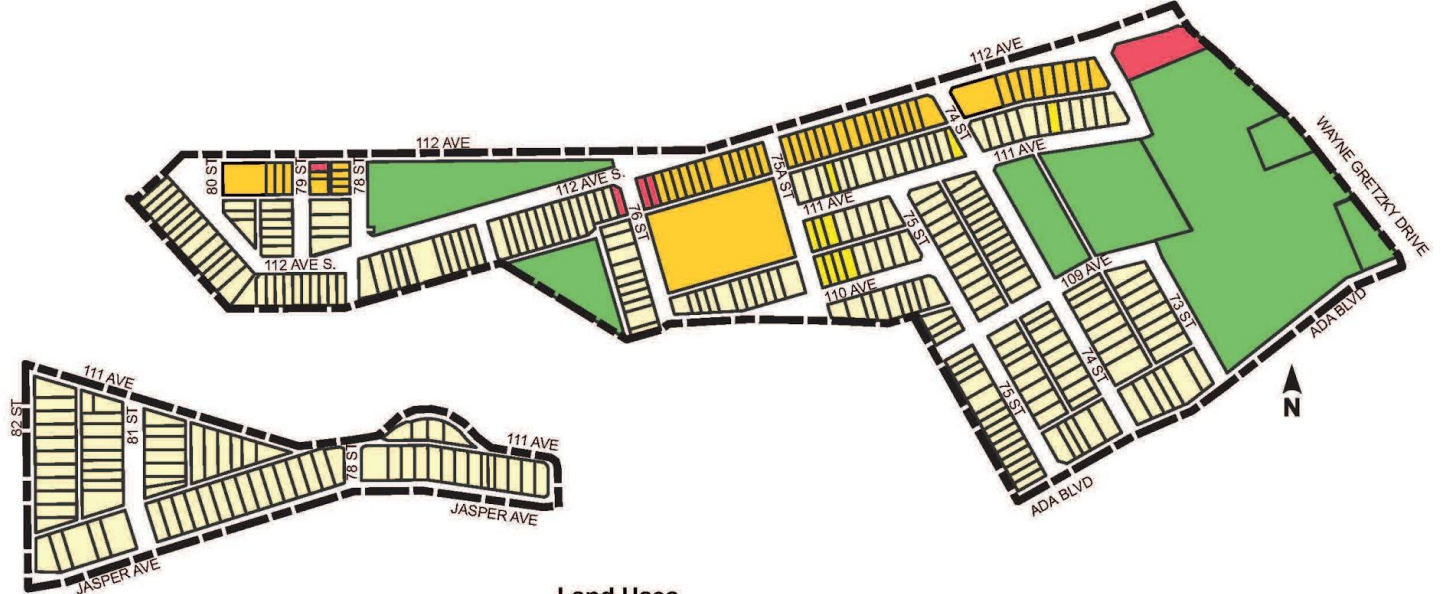 112 AVE
WAYNE GRETZKY DRIVE
112 AVE
80 ST
79 ST
78 ST
75A ST
74 ST
111 AVE
112 AVE S.
76 ST
111 AVE
75 ST
112 AVE S.
110 AVE
109 AVE
73 ST
ADA BLVD
74 ST
75 ST
N
ADA BLVD
111 AVE
82 ST
81 ST
78 ST
111 AVE
JASPER AVE
JASPER AVE
Land Uses